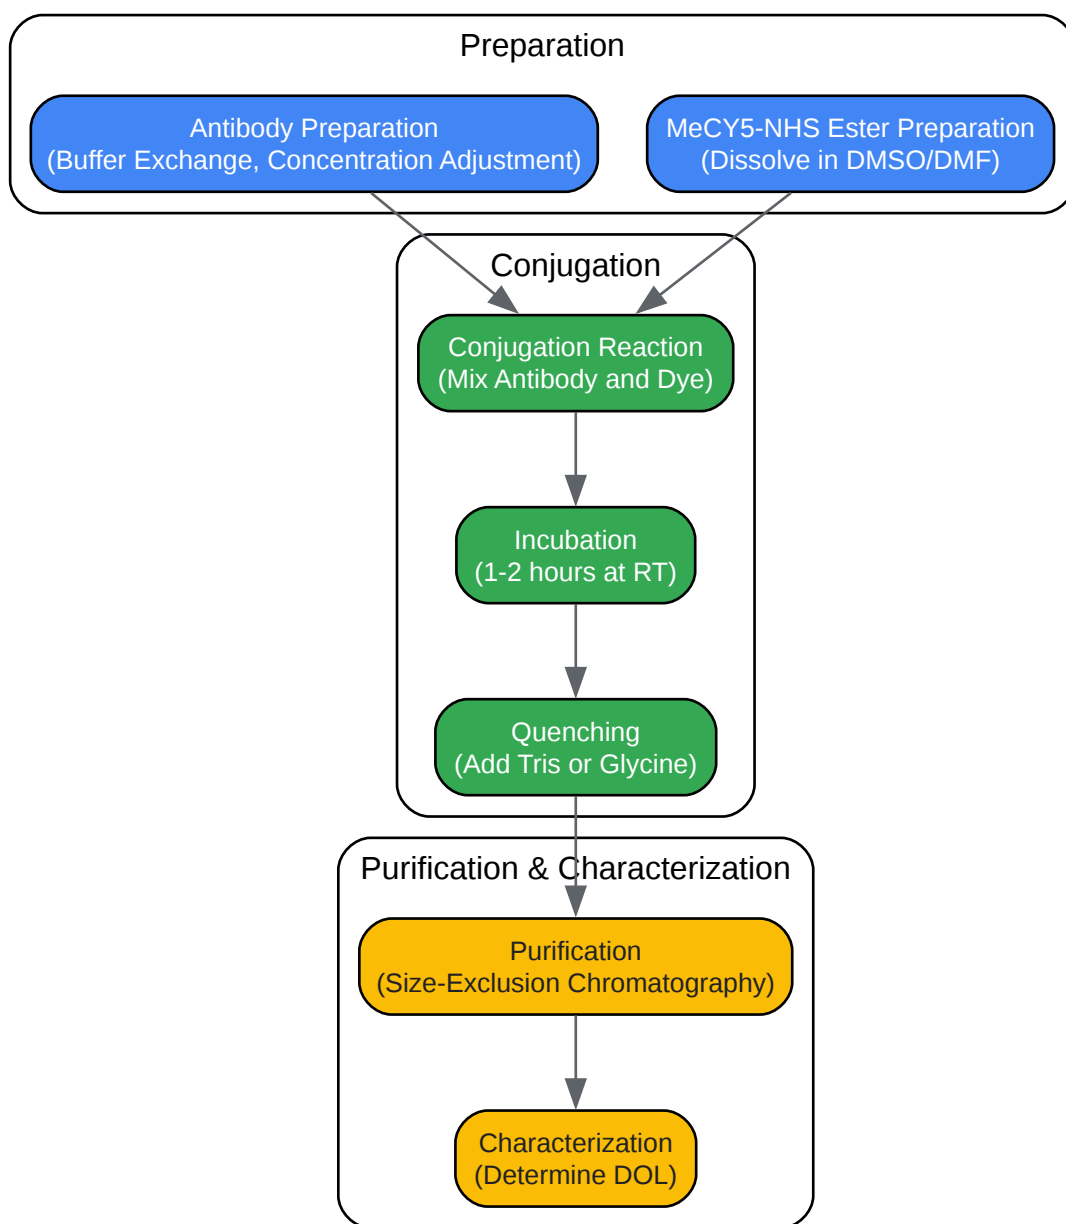 Preparation
Antibody Preparation
(Buffer Exchange, Concentration Adjustment)
MeCY5-NHS Ester Preparation
(Dissolve in DMSO/DMF)
Conjugation
Conjugation Reaction
(Mix Antibody and Dye)
Incubation
(1-2 hours at RT)
Quenching
(Add Tris or Glycine)
Purification & Characterization
Purification
(Size-Exclusion Chromatography)
Characterization
(Determine DOL)